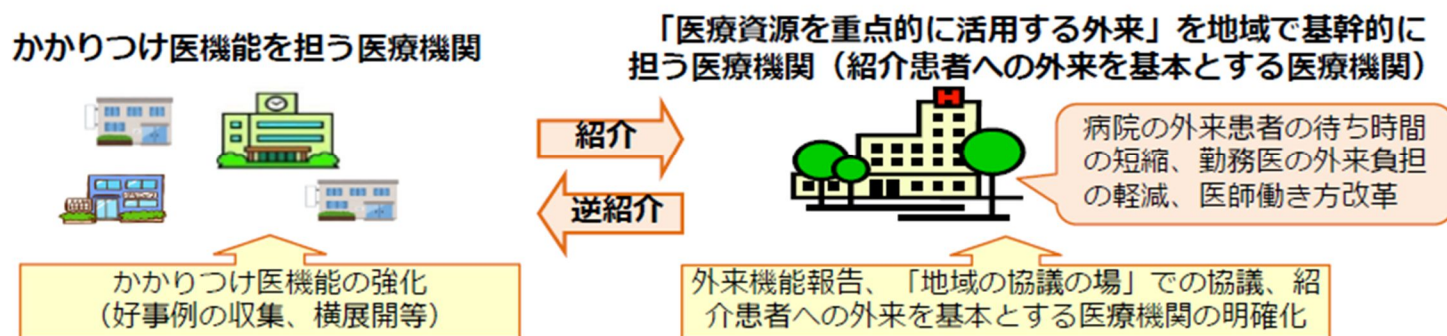 かかりつけ医機能を担う医療機関
「医療資源を重点的に活用する外来」を地域で基幹的に
担う医療機関（紹介患者への外来を基本とする医療機関）
H
紹介
逆紹介
病院の外来患者の待ち時間
の短縮、勤務医の外来負担
の軽減、医師働き方改革
かかりつけ医機能の強化
（好事例の収集、横展開等）
外来機能報告、「地域の協議の場」での協議、紹
介患者への外来を基本とする医療機関の明確化